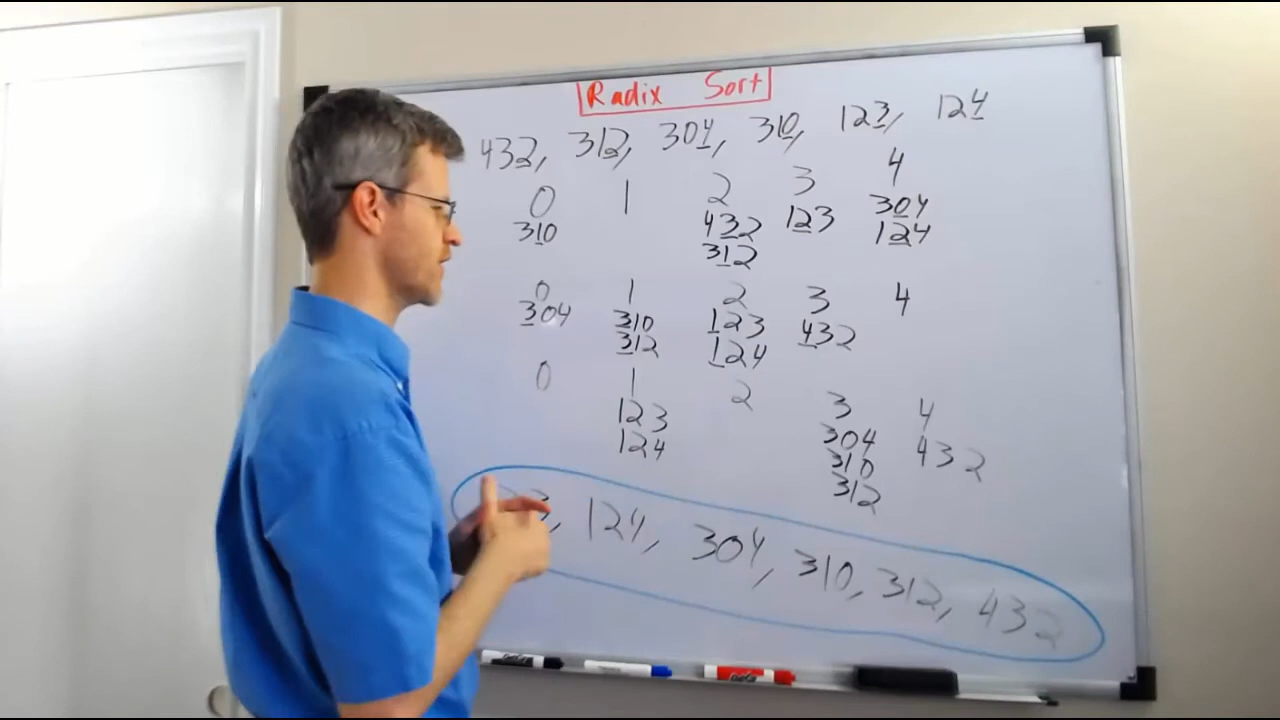 Radix Sort
432, 312, 304, 310, 123, 124
0 1 2 3 4
310 432 123 304
312 124
0 1 2 3 4
304 310 123 432
312 124
0 1 2 3 4
123 304 432
124 310
312
3, 124, 304, 310, 312, 432